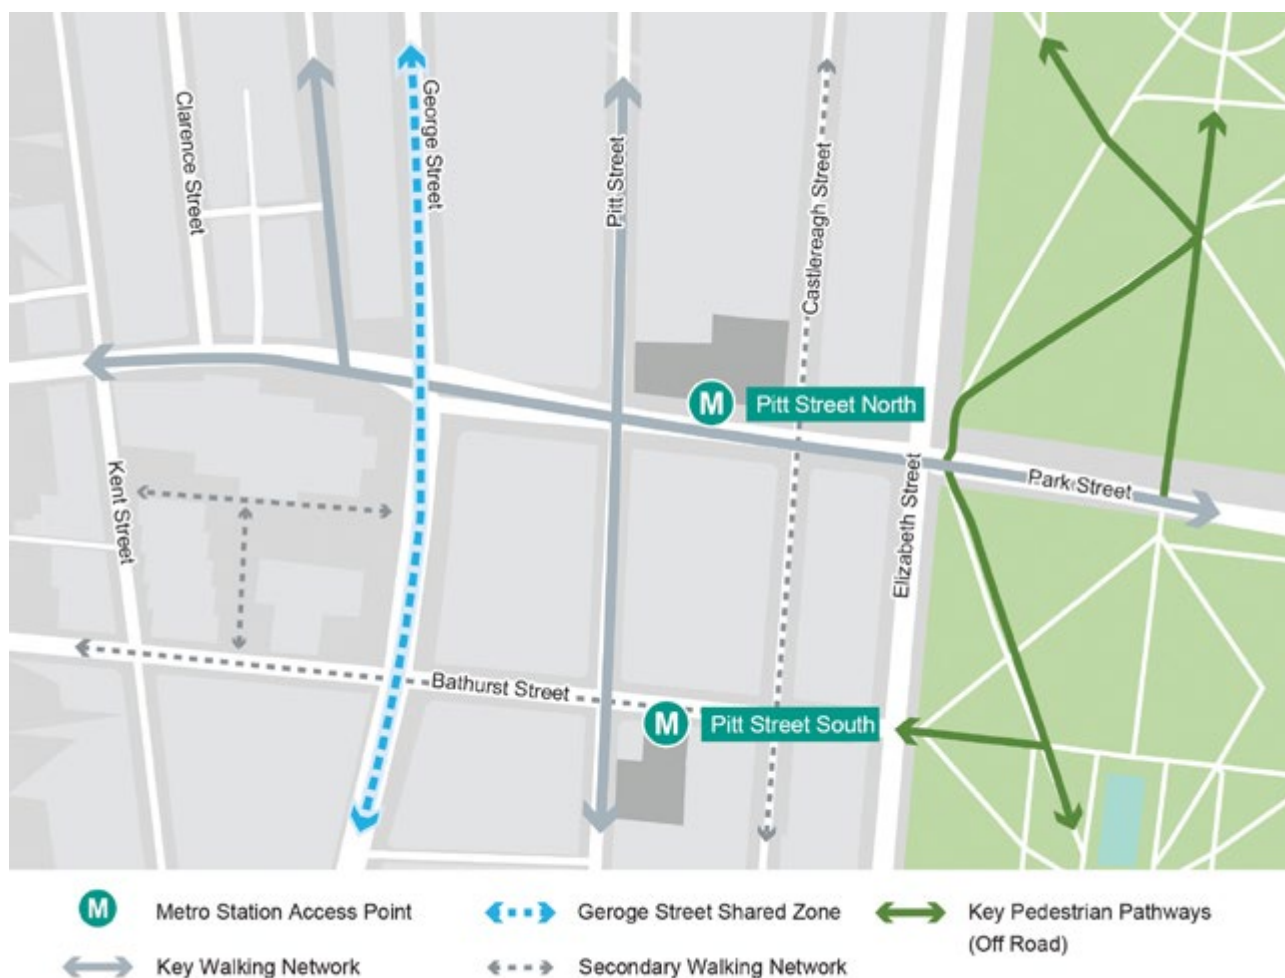 Clarence Street
George Street
Pitt Street
Castlereagh Street
M
Pitt Street North
Kent Street
Elizabeth Street
Park Street
Bathurst Street
M
Pitt Street South
M
Metro Station Access Point
Geroge Street Shared Zone
Key Pedestrian Pathways
(Off Road)
Key Walking Network
Secondary Walking Network